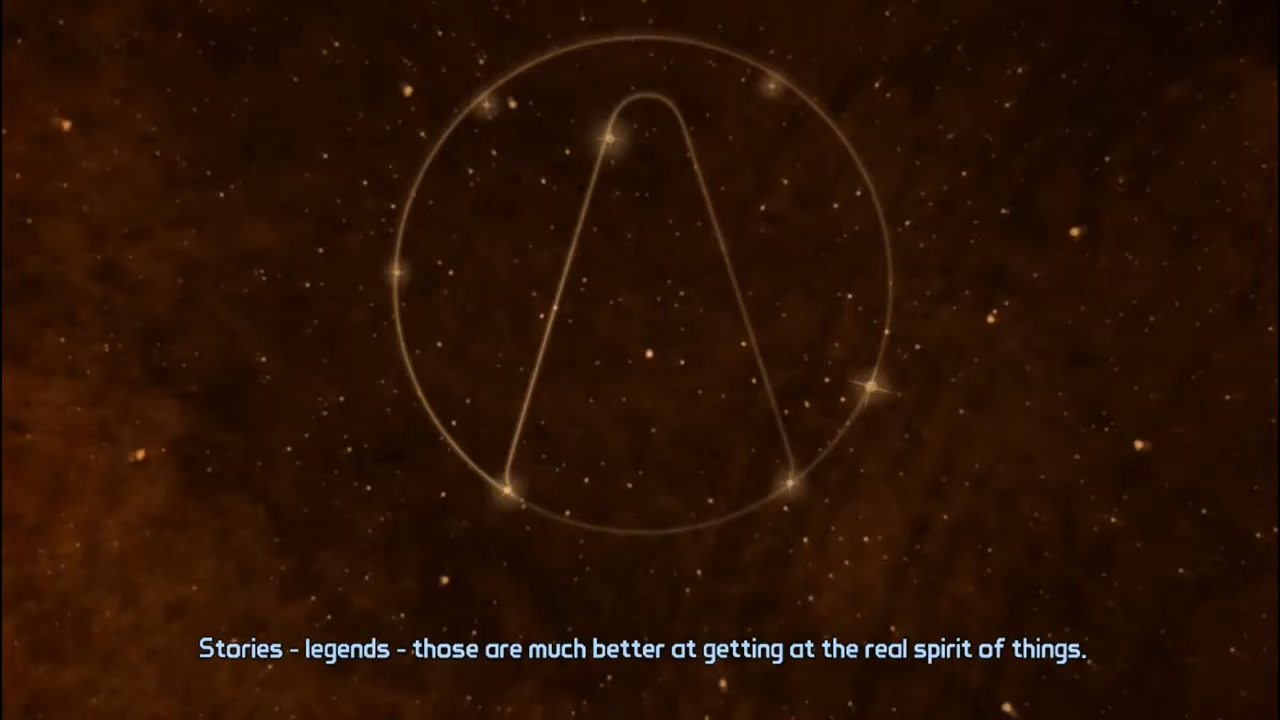 Stories - legends - those are much better at getting at the real spirit of things.